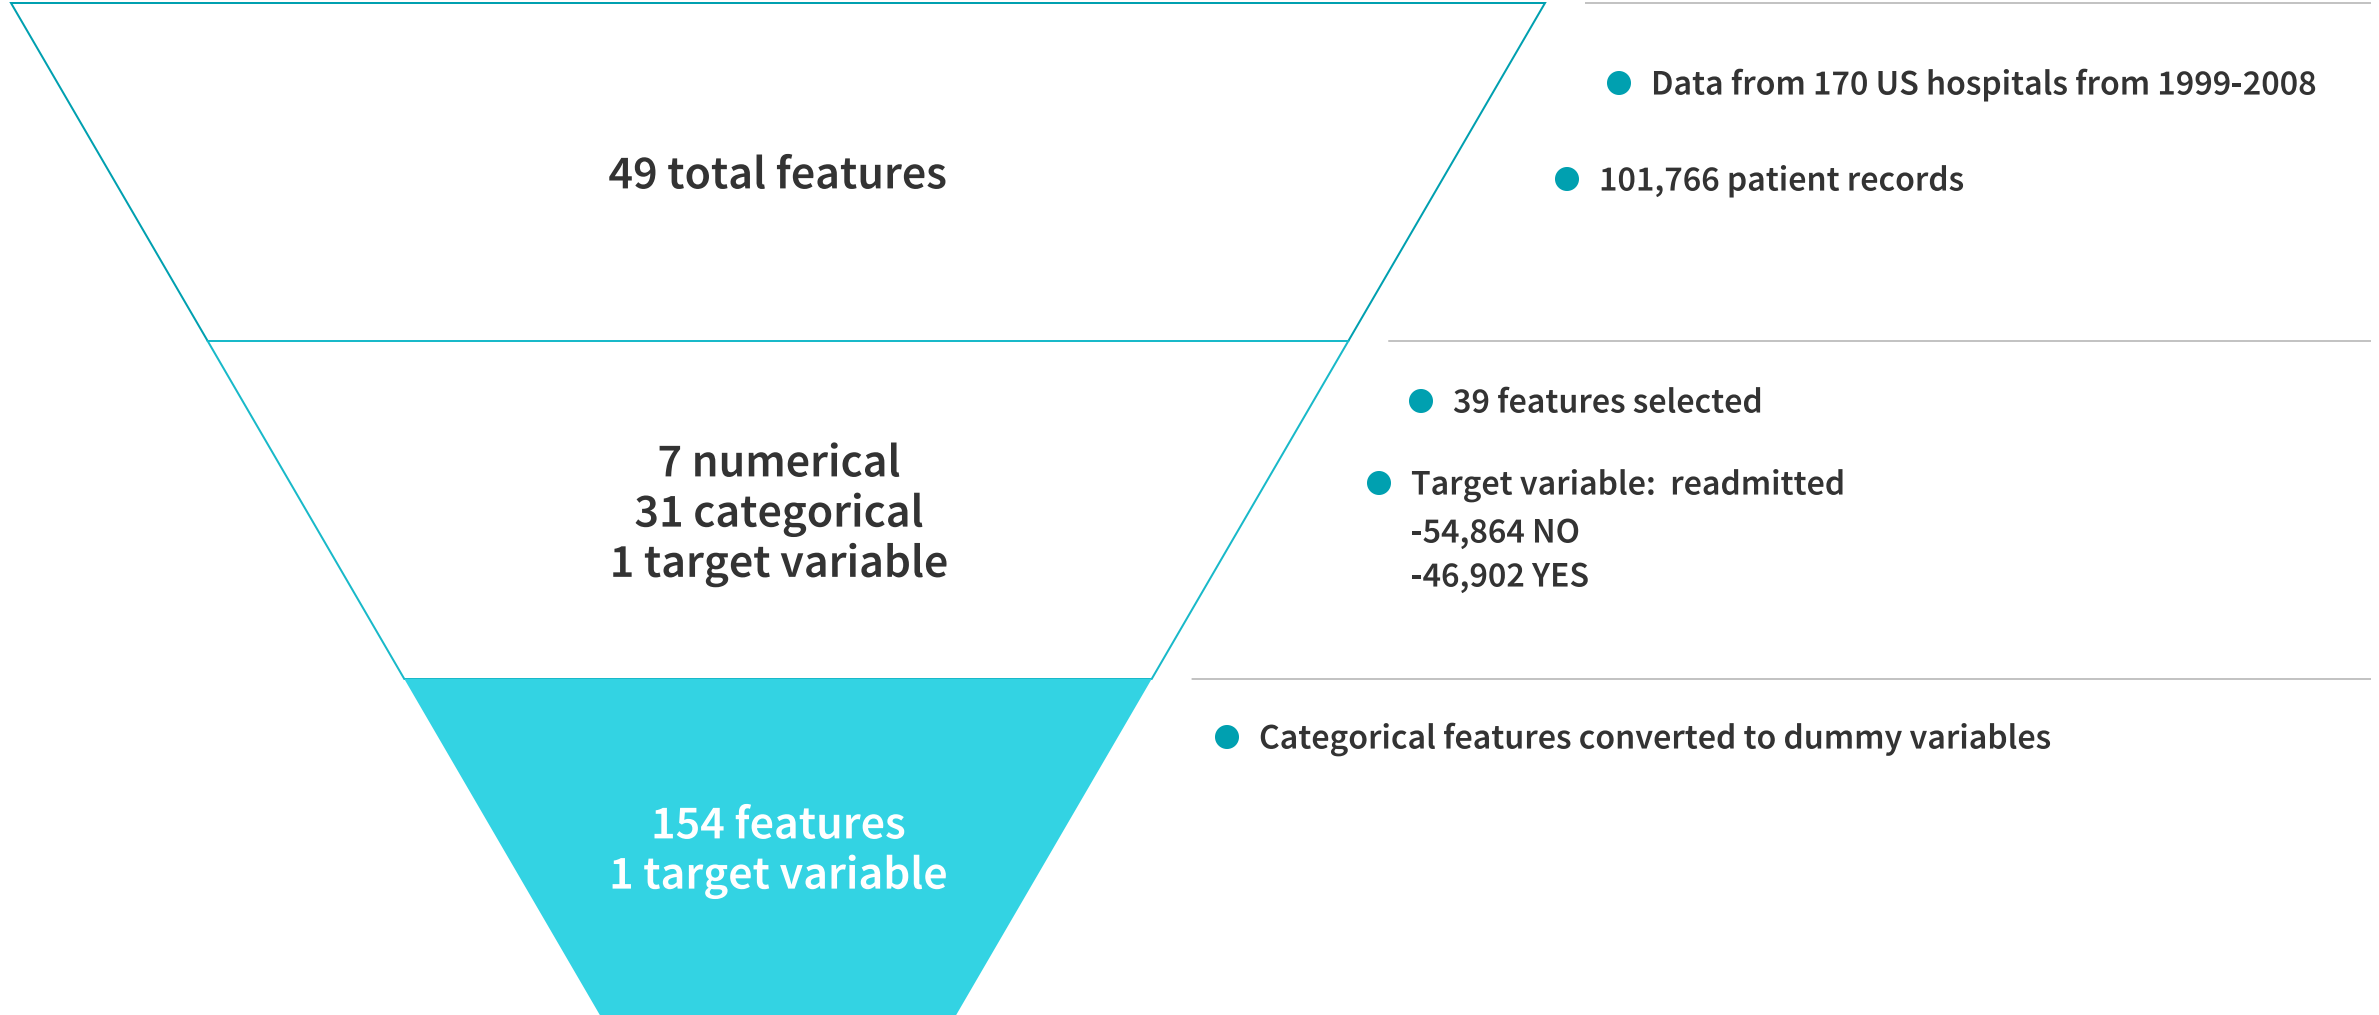 49 total features
Data from 170 US hospitals from 1999-2008
101,766 patient records
7 numerical
31 categorical
1 target variable
39 features selected
Target variable:  readmitted
-54,864 NO
-46,902 YES
154 features
1 target variable
Categorical features converted to dummy variables